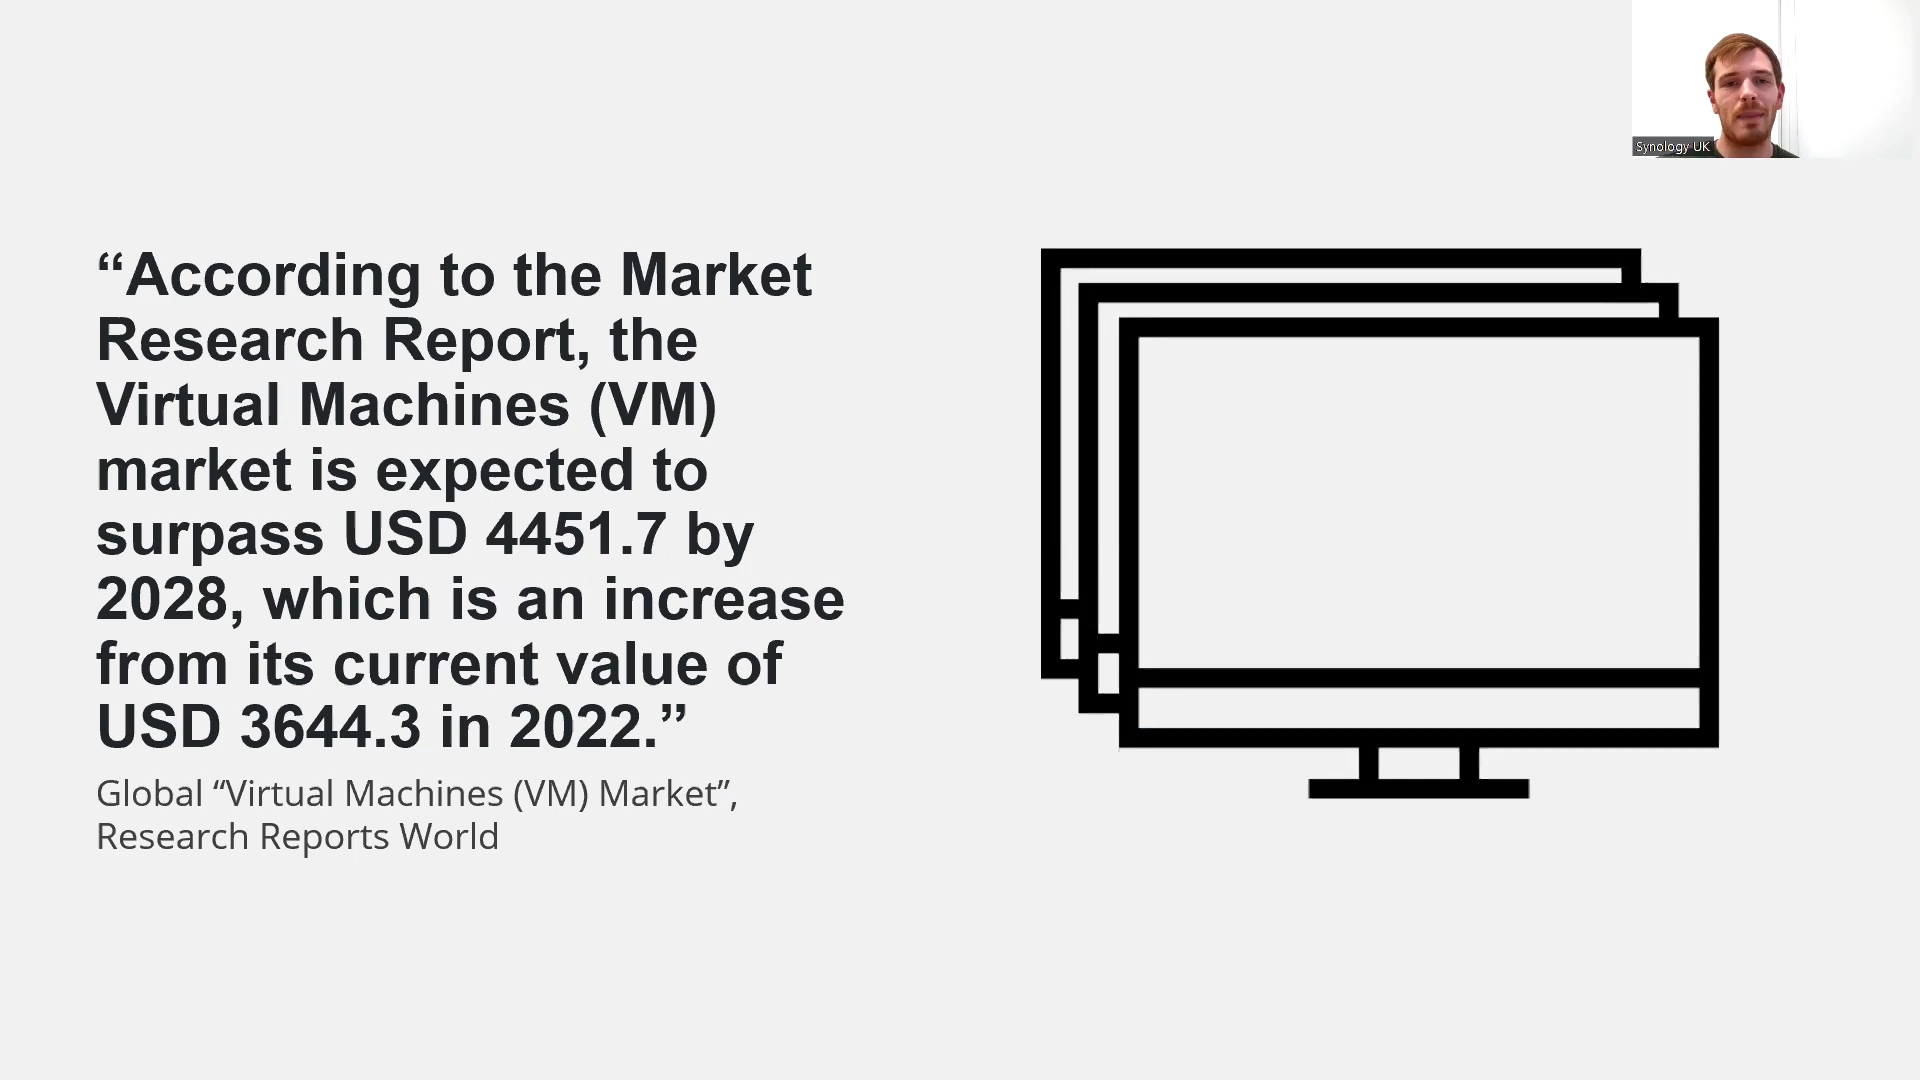 Synology UK
“According to the Market
Research Report, the
Virtual Machines (VM)
market is expected to
surpass USD 4451.7 by
2028, which is an increase
from its current value of
USD 3644.3 in 2022.”
Global “Virtual Machines (VM) Market”,
Research Reports World